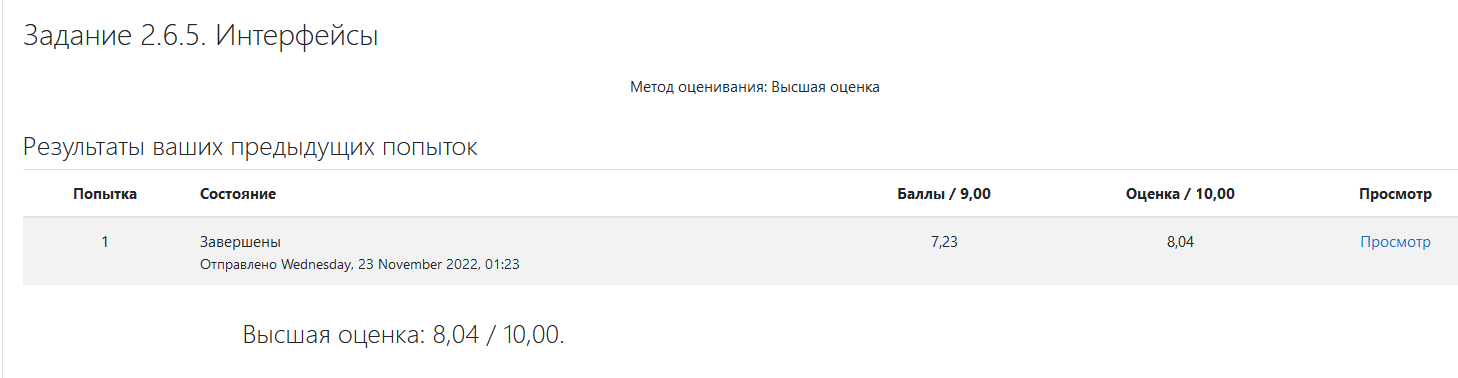 Задание 2.6.5. Интерфейсы
Метод оценивания: Высшая оценка
Результаты ваших предыдущих попыток
Попытка Состояние Баллы / 9,00 Оценка / 10,00 Просмотр
1 Завершены 7,23 8,04 Просмотр
Отправлено Wednesday, 23 November 2022, 01:23
Высшая оценка: 8,04 / 10,00.